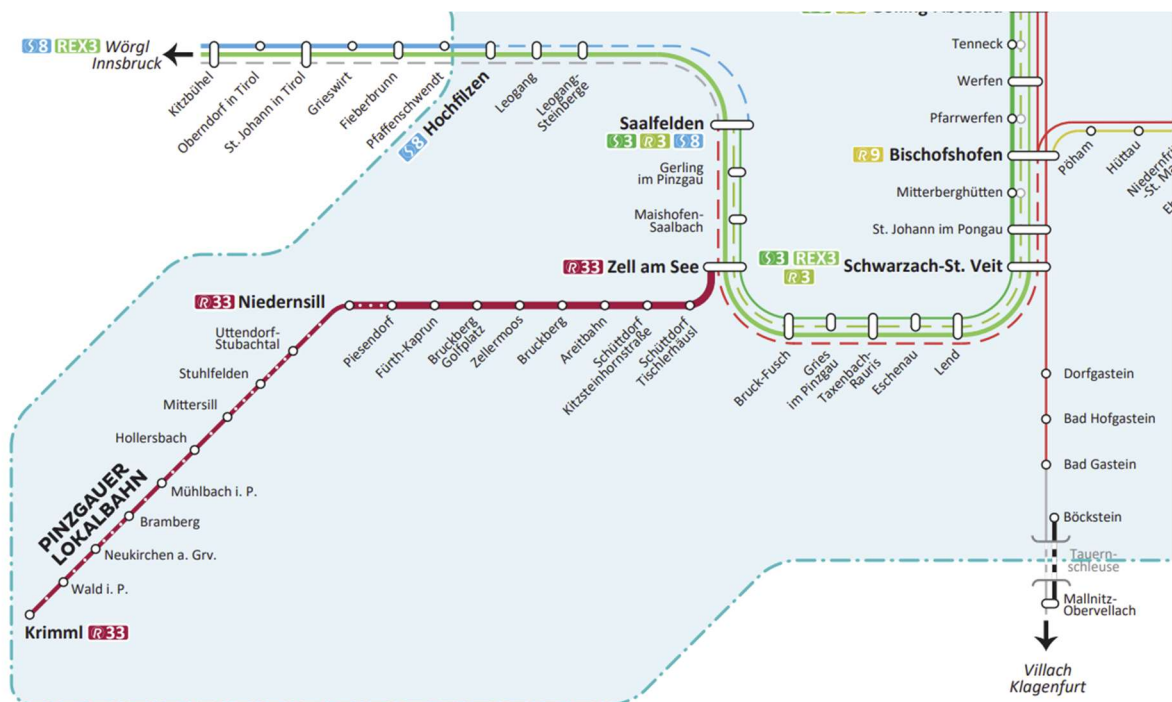 S8 REX3 Wörgl
Innsbruck
Kitzbühel
Oberndorf in Tirol
St. Johann in Tirol
Grieswirt
Fieberbrunn
Pfaffenschwendt
S8 Hochfilzen
Leogang
Leogang-
Steinberge
Saalfelden
S3 R3 S8
Gerling
im Pinzgau
Maishofen-
Saalbach
R33 Zell am See
S3 REX3
R3
Tenneck
Werfen
Pfarrwerfen
R9 Bischofshofen
Pöham
Hüttau
Mitterberghütten
St. Johann im Pongau
Schwarzach-St. Veit
R33 Niedernsill
Piesendorf
Fürth-Kaprun
Bruckberg
Golfplatz
Zellermoos
Bruckberg
Areitbahn
Schüttdorf
Kitzsteinhornstraße
Schüttdorf
Tischlerhäusl
Bruck-Fusch
Gries
im Pinzgau
Taxenbach-
Rauris
Eschenau
Lend
Uttendorf-
Stubachtal
Stuhlfelden
Mittersill
Hollersbach
Mühlbach i. P.
Bramberg
Neukirchen a. Grv.
Wald i. P.
Krimml R33
PINZGAUER
LOKALBAHN
Dorfgastein
Bad Hofgastein
Bad Gastein
Böckstein
Tauern-
schleuse
Mallnitz-
Obervellach
Villach
Klagenfurt